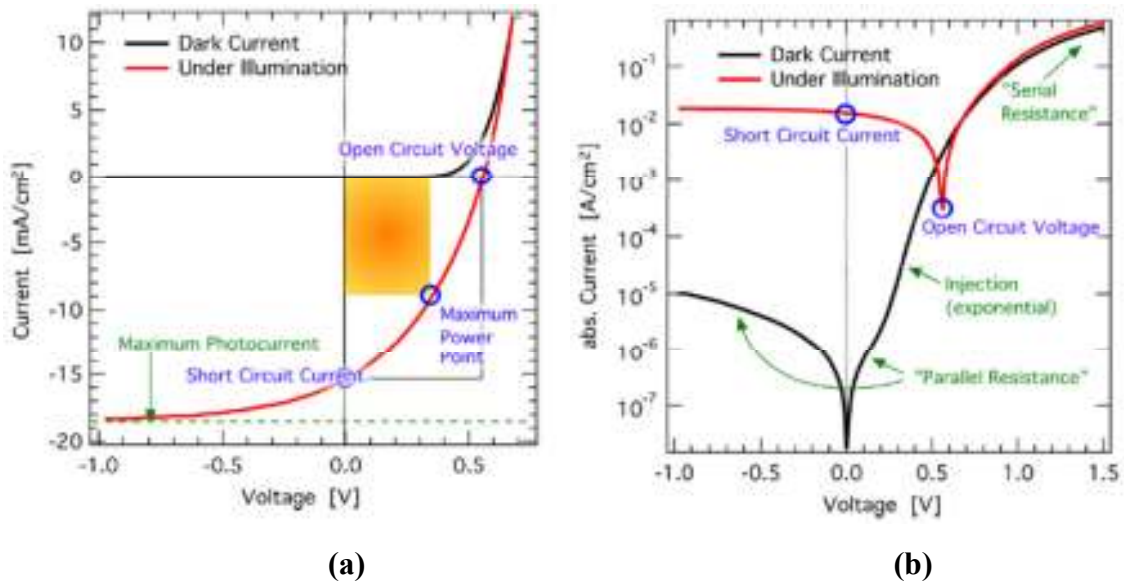 10
5
0
-5
-10
-15
-20
Current [mA/cm²]
Dark Current
Under Illumination
Open Circuit Voltage
Maximum
Power
Point
Maximum Photocurrent
Short Circuit Current
-1.0
-0.5
0.0
0.5
Voltage [V]
(a)
10⁻¹
10⁻²
10⁻³
10⁻⁴
10⁻⁵
10⁻⁶
10⁻⁷
abs. Current [A/cm²]
Dark Current
Under Illumination
"Serial
Resistance"
Short Circuit Current
Open Circuit Voltage
Injection
(exponential)
"Parallel Resistance"
-1.0
-0.5
0.0
0.5
1.0
1.5
Voltage [V]
(b)